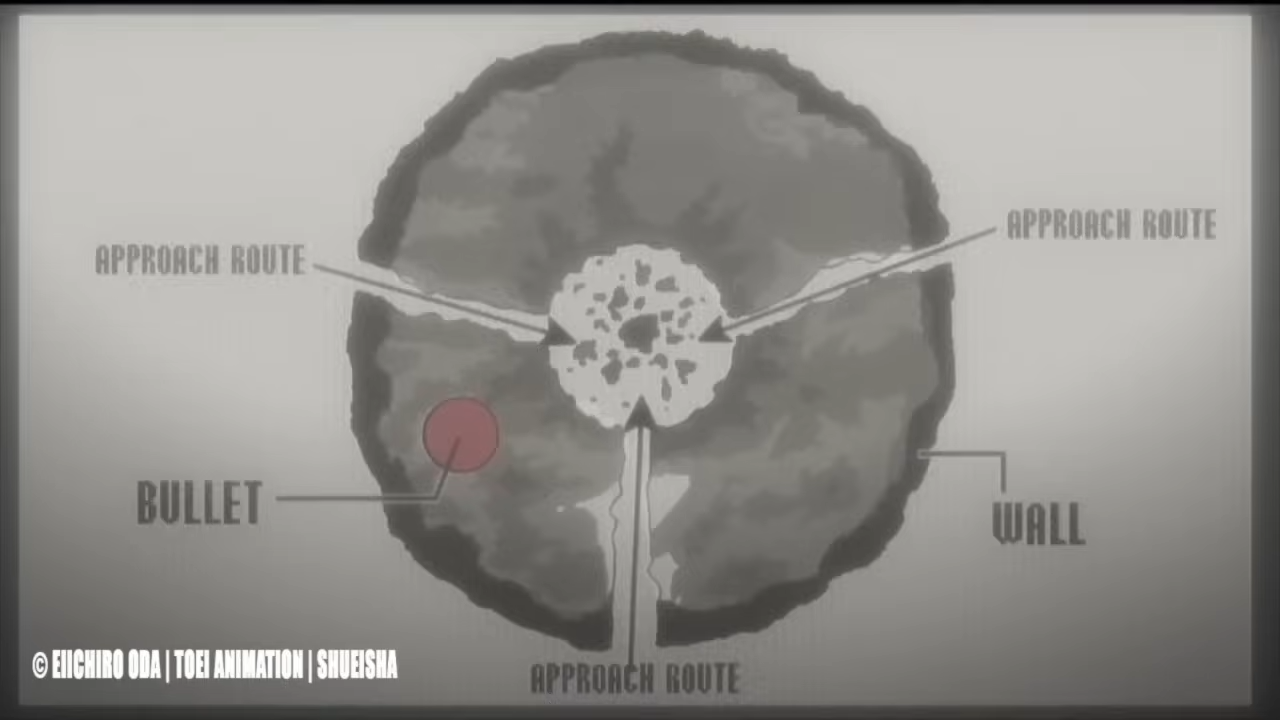 APPROACH ROUTE
APPROACH ROUTE
BULLET
WALL
© EIICHIRO ODA | TOEI ANIMATION | SHUEISHA
APPROACH ROUTE